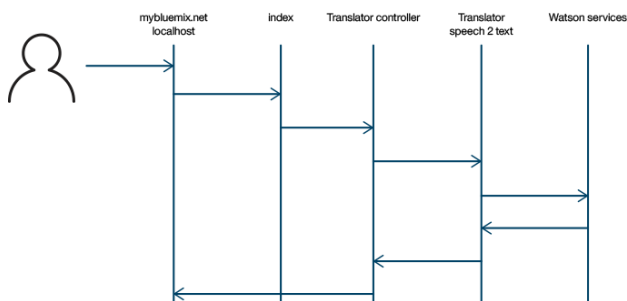 mybluemix.net
localhost
index
Translator controller
Translator
speech 2 text
Watson services